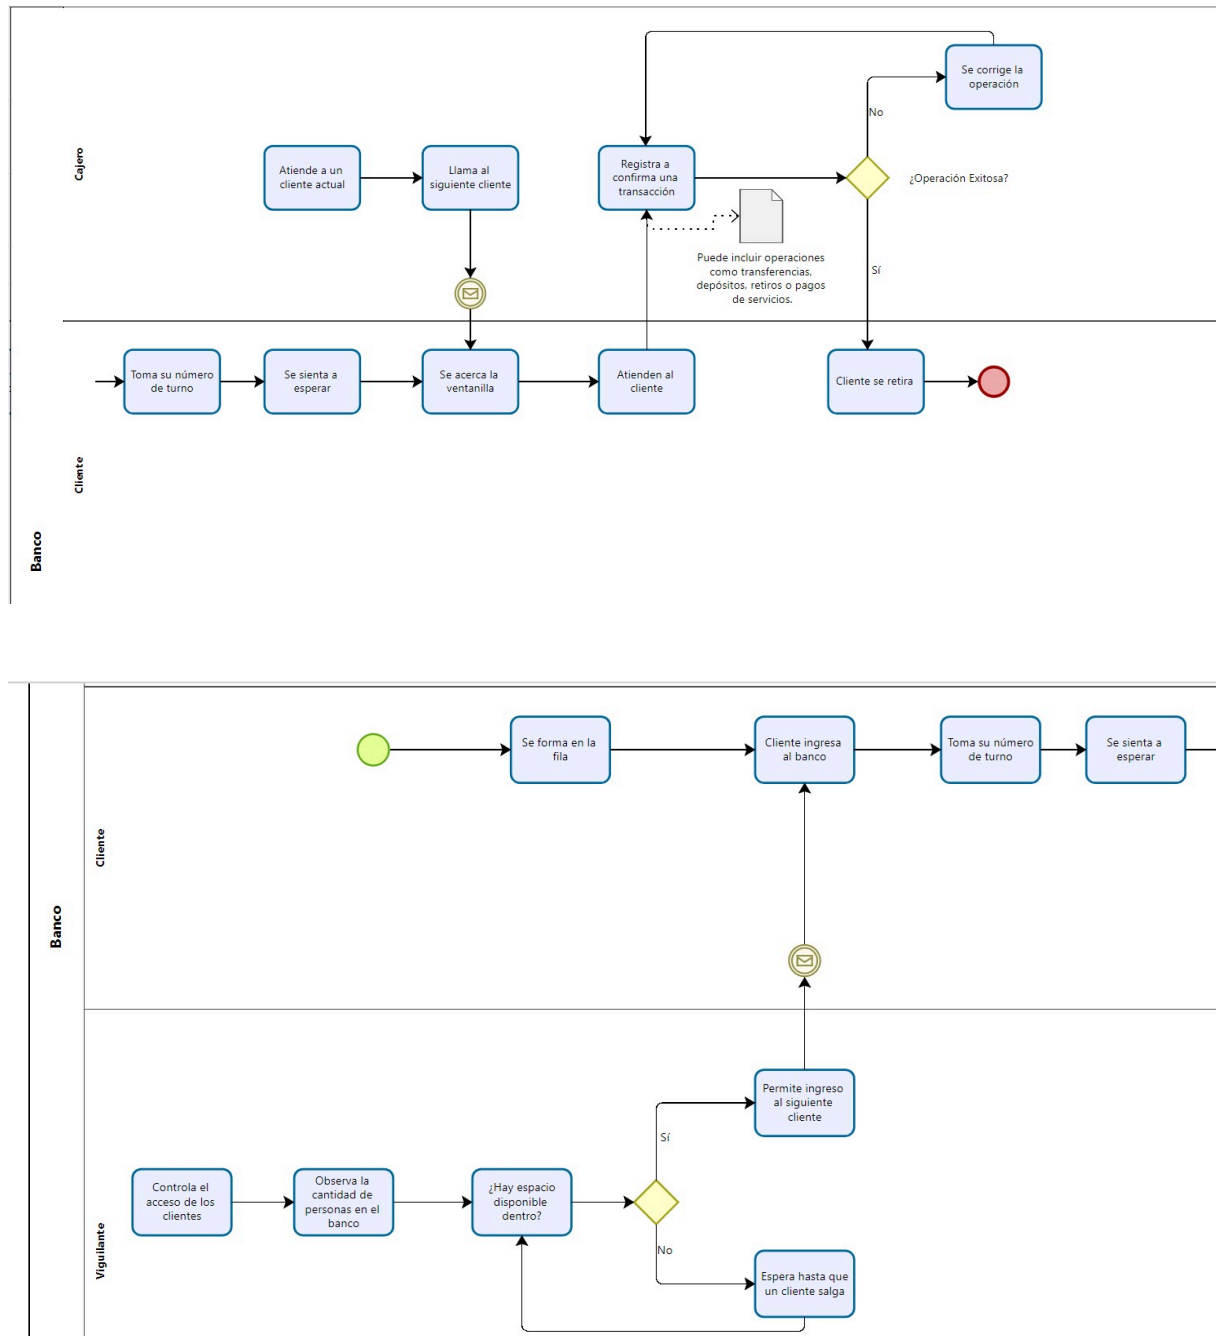 Se corrige la
operación
No
Cajero
Atiende a un
cliente actual
Llama al
siguiente cliente
Registra a
confirma una
transacción
¿Operación Exitosa?
Puede incluir operaciones
como transferencias,
depósitos, retiros o pagos
de servicios.
Sí
Toma su número
de turno
Se sienta a
esperar
Se acerca la
ventanilla
Atienden al
cliente
Cliente se retira
Cliente
Banco
Se forma en la
fila
Cliente ingresa
al banco
Toma su número
de turno
Se sienta a
esperar
Cliente
Banco
Permite ingreso
al siguiente
cliente
Sí
Controla el
acceso de los
clientes
Observa la
cantidad de
personas en el
banco
¿Hay espacio
disponible
dentro?
No
Viguilante
Espera hasta que
un cliente salga